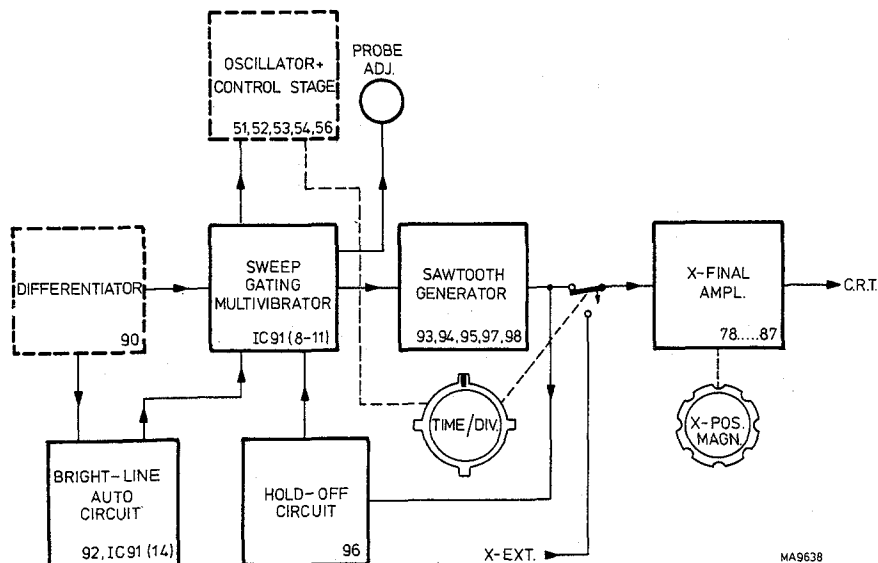 OSCILLATOR+
CONTROL STAGE
51,52,53,54,56
PROBE
ADJ.
DIFFERENTIATOR
90
SWEEP
GATING
MULTIVIBRATOR
IC91(8-11)
SAWTOOTH
GENERATOR
93,94,95,97,98
X-FINAL
AMPL.
78.....87
C.R.T.
BRIGHT-LINE
AUTO
CIRCUIT
92,IC91(14)
HOLD-OFF
CIRCUIT
96
TIME/DIV.
X-POS.
MAGN.
X-EXT.
MA9638